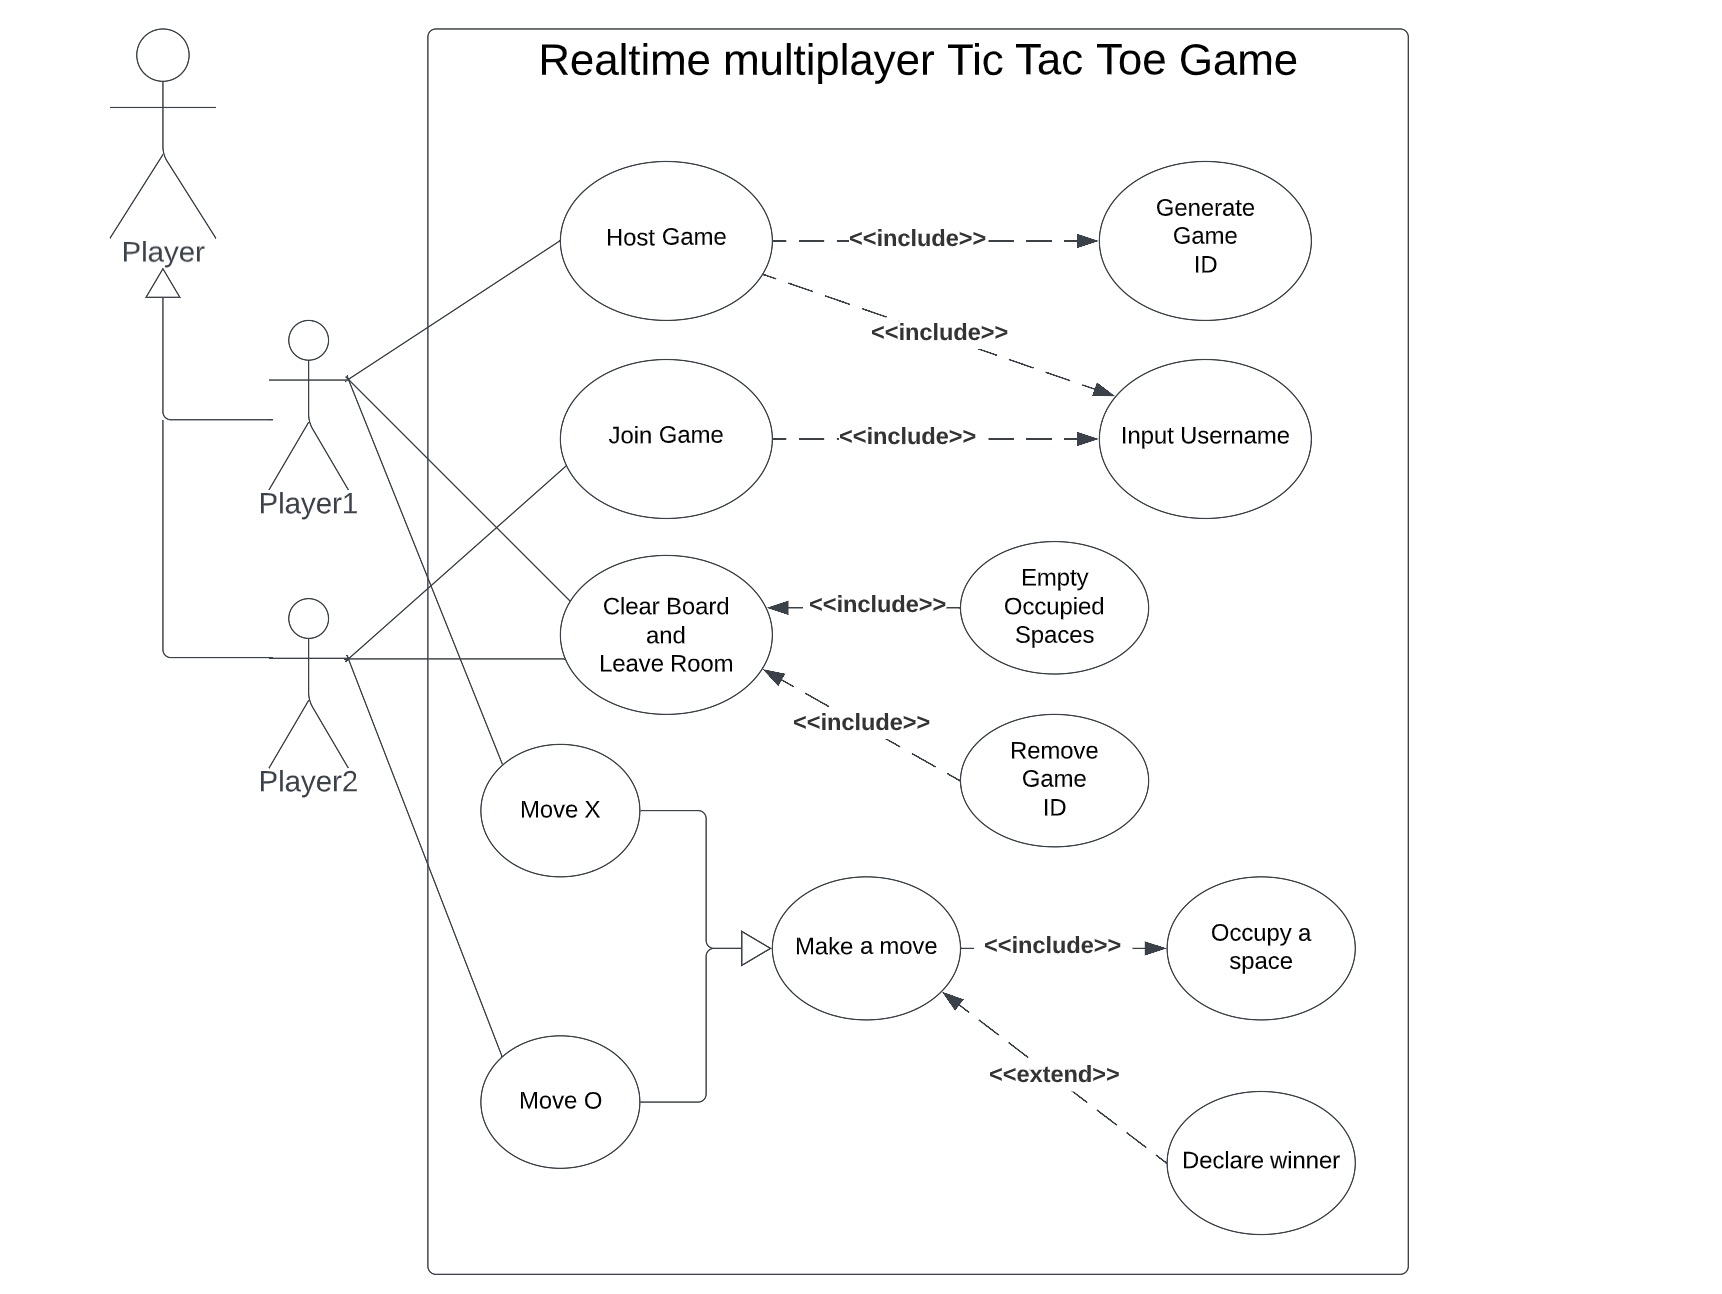 Realtime multiplayer Tic Tac Toe Game
Player
Player1
Player2
Host Game
<<include>>
Generate
Game
ID
<<include>>
Join Game
<<include>>
Input Username
Clear Board
and
Leave Room
<<include>>
Empty
Occupied
Spaces
<<include>>
Remove
Game
ID
Move X
Make a move
<<include>>
Occupy a
space
<<extend>>
Move O
Declare winner